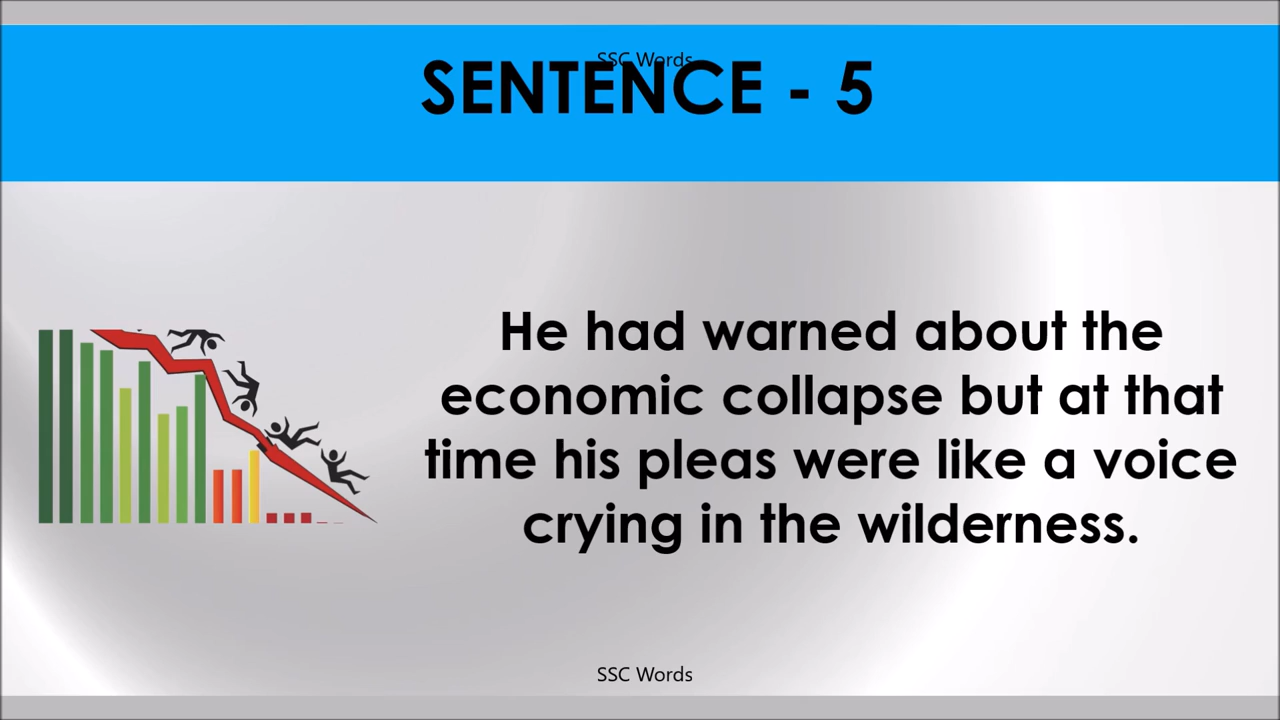 SSC Words
SENTENCE - 5
He had warned about the
economic collapse but at that
time his pleas were like a voice
crying in the wilderness.
SSC Words